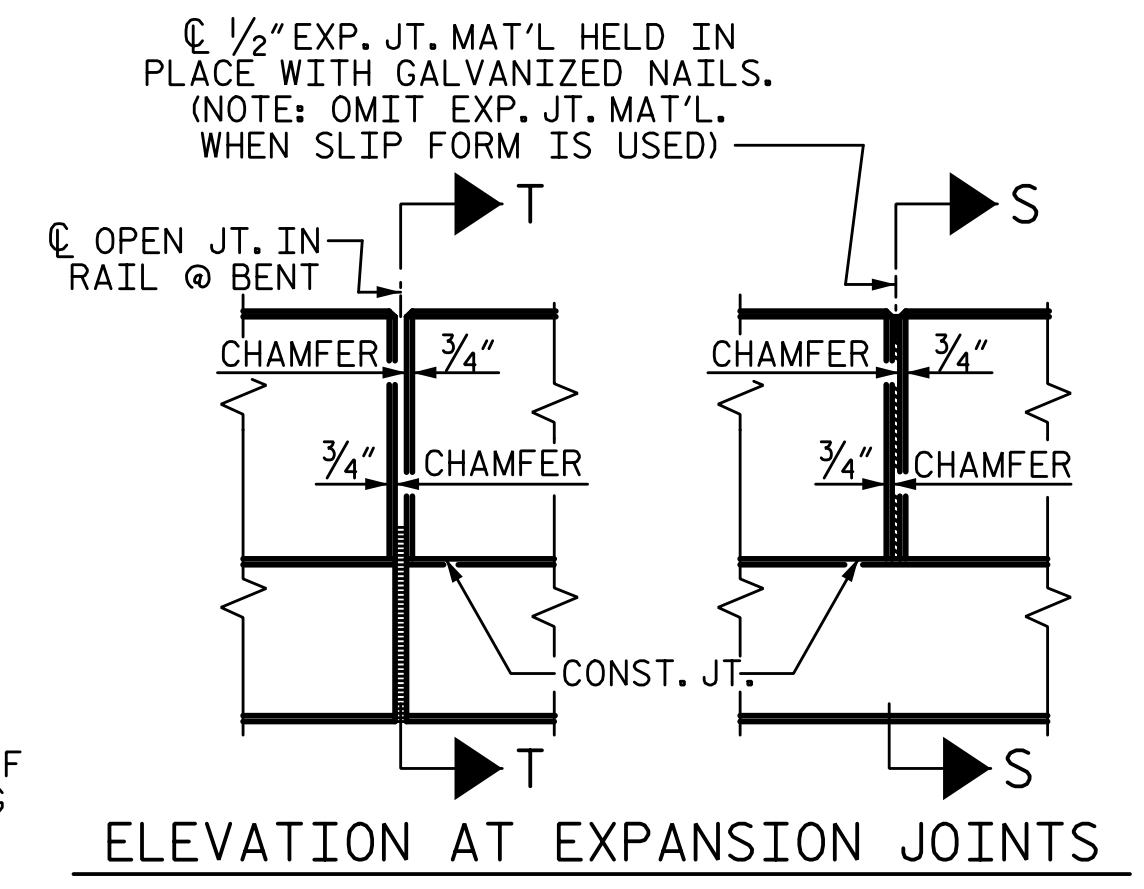 ℄ 1/2" EXP. JT. MAT'L HELD IN
PLACE WITH GALVANIZED NAILS.
(NOTE: OMIT EXP. JT. MAT'L.
WHEN SLIP FORM IS USED)
T
S
℄ OPEN JT. IN
RAIL @ BENT
CHAMFER 3/4"
CHAMFER 3/4"
3/4" CHAMFER
3/4" CHAMFER
CONST. JT.
T
S
F
ELEVATION AT EXPANSION JOINTS